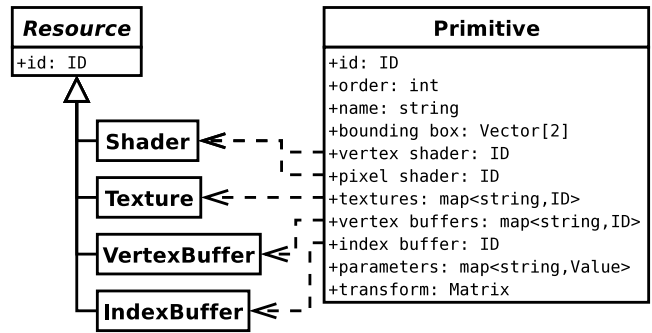 Resource
+id: ID
Shader
Texture
VertexBuffer
IndexBuffer
Primitive
+id: ID
+order: int
+name: string
+bounding box: Vector[2]
+vertex shader: ID
+pixel shader: ID
+textures: map<string,ID>
+vertex buffers: map<string,ID>
+index buffer: ID
+parameters: map<string,Value>
+transform: Matrix